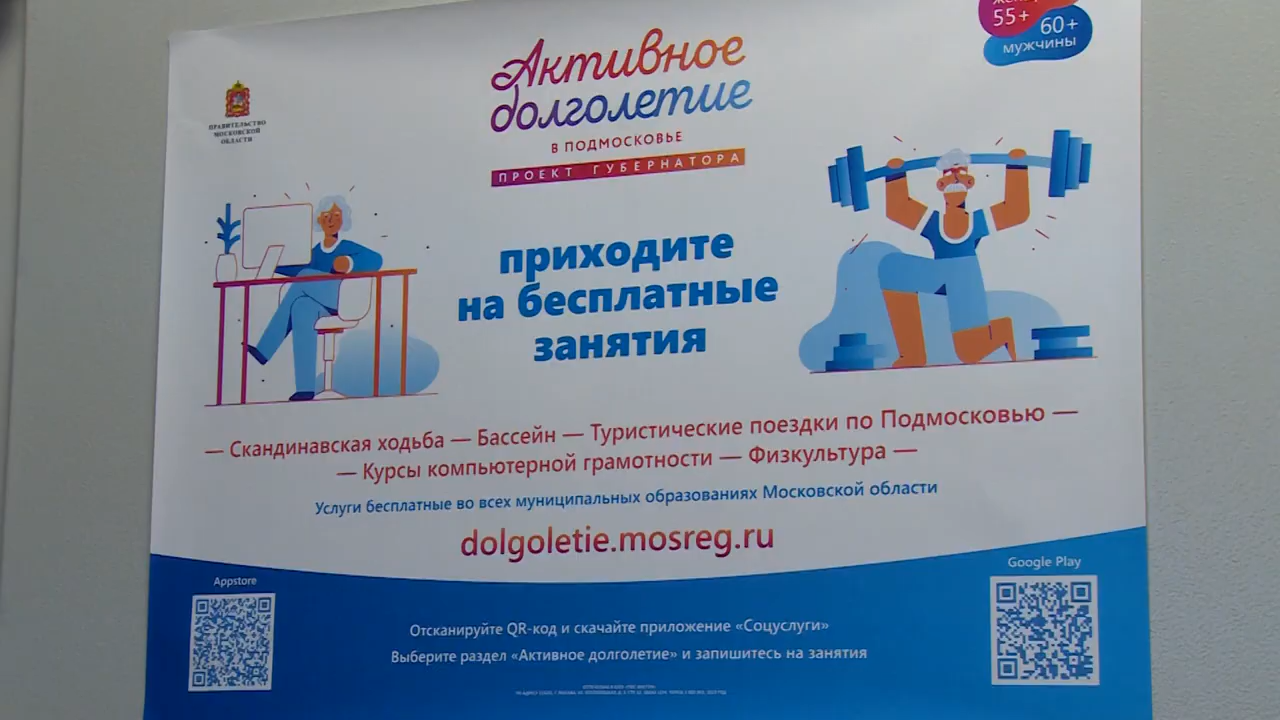 55+
60+
мужчины
ПРАВИТЕЛЬСТВО
МОСКОВСКОЙ
ОБЛАСТИ
Активное
долголетие
В ПОДМОСКОВЬЕ
ПРОЕКТ ГУБЕРНАТОРА
приходите
на бесплатные
занятия
— Скандинавская ходьба — Бассейн — Туристические поездки по Подмосковью —
— Курсы компьютерной грамотности — Физкультура —
Услуги бесплатные во всех муниципальных образованиях Московской области
dolgoletie.mosreg.ru
Appstore
Google Play
Отсканируйте QR-код и скачайте приложение «Соцуслуги»
Выберите раздел «Активное долголетие» и запишитесь на занятия